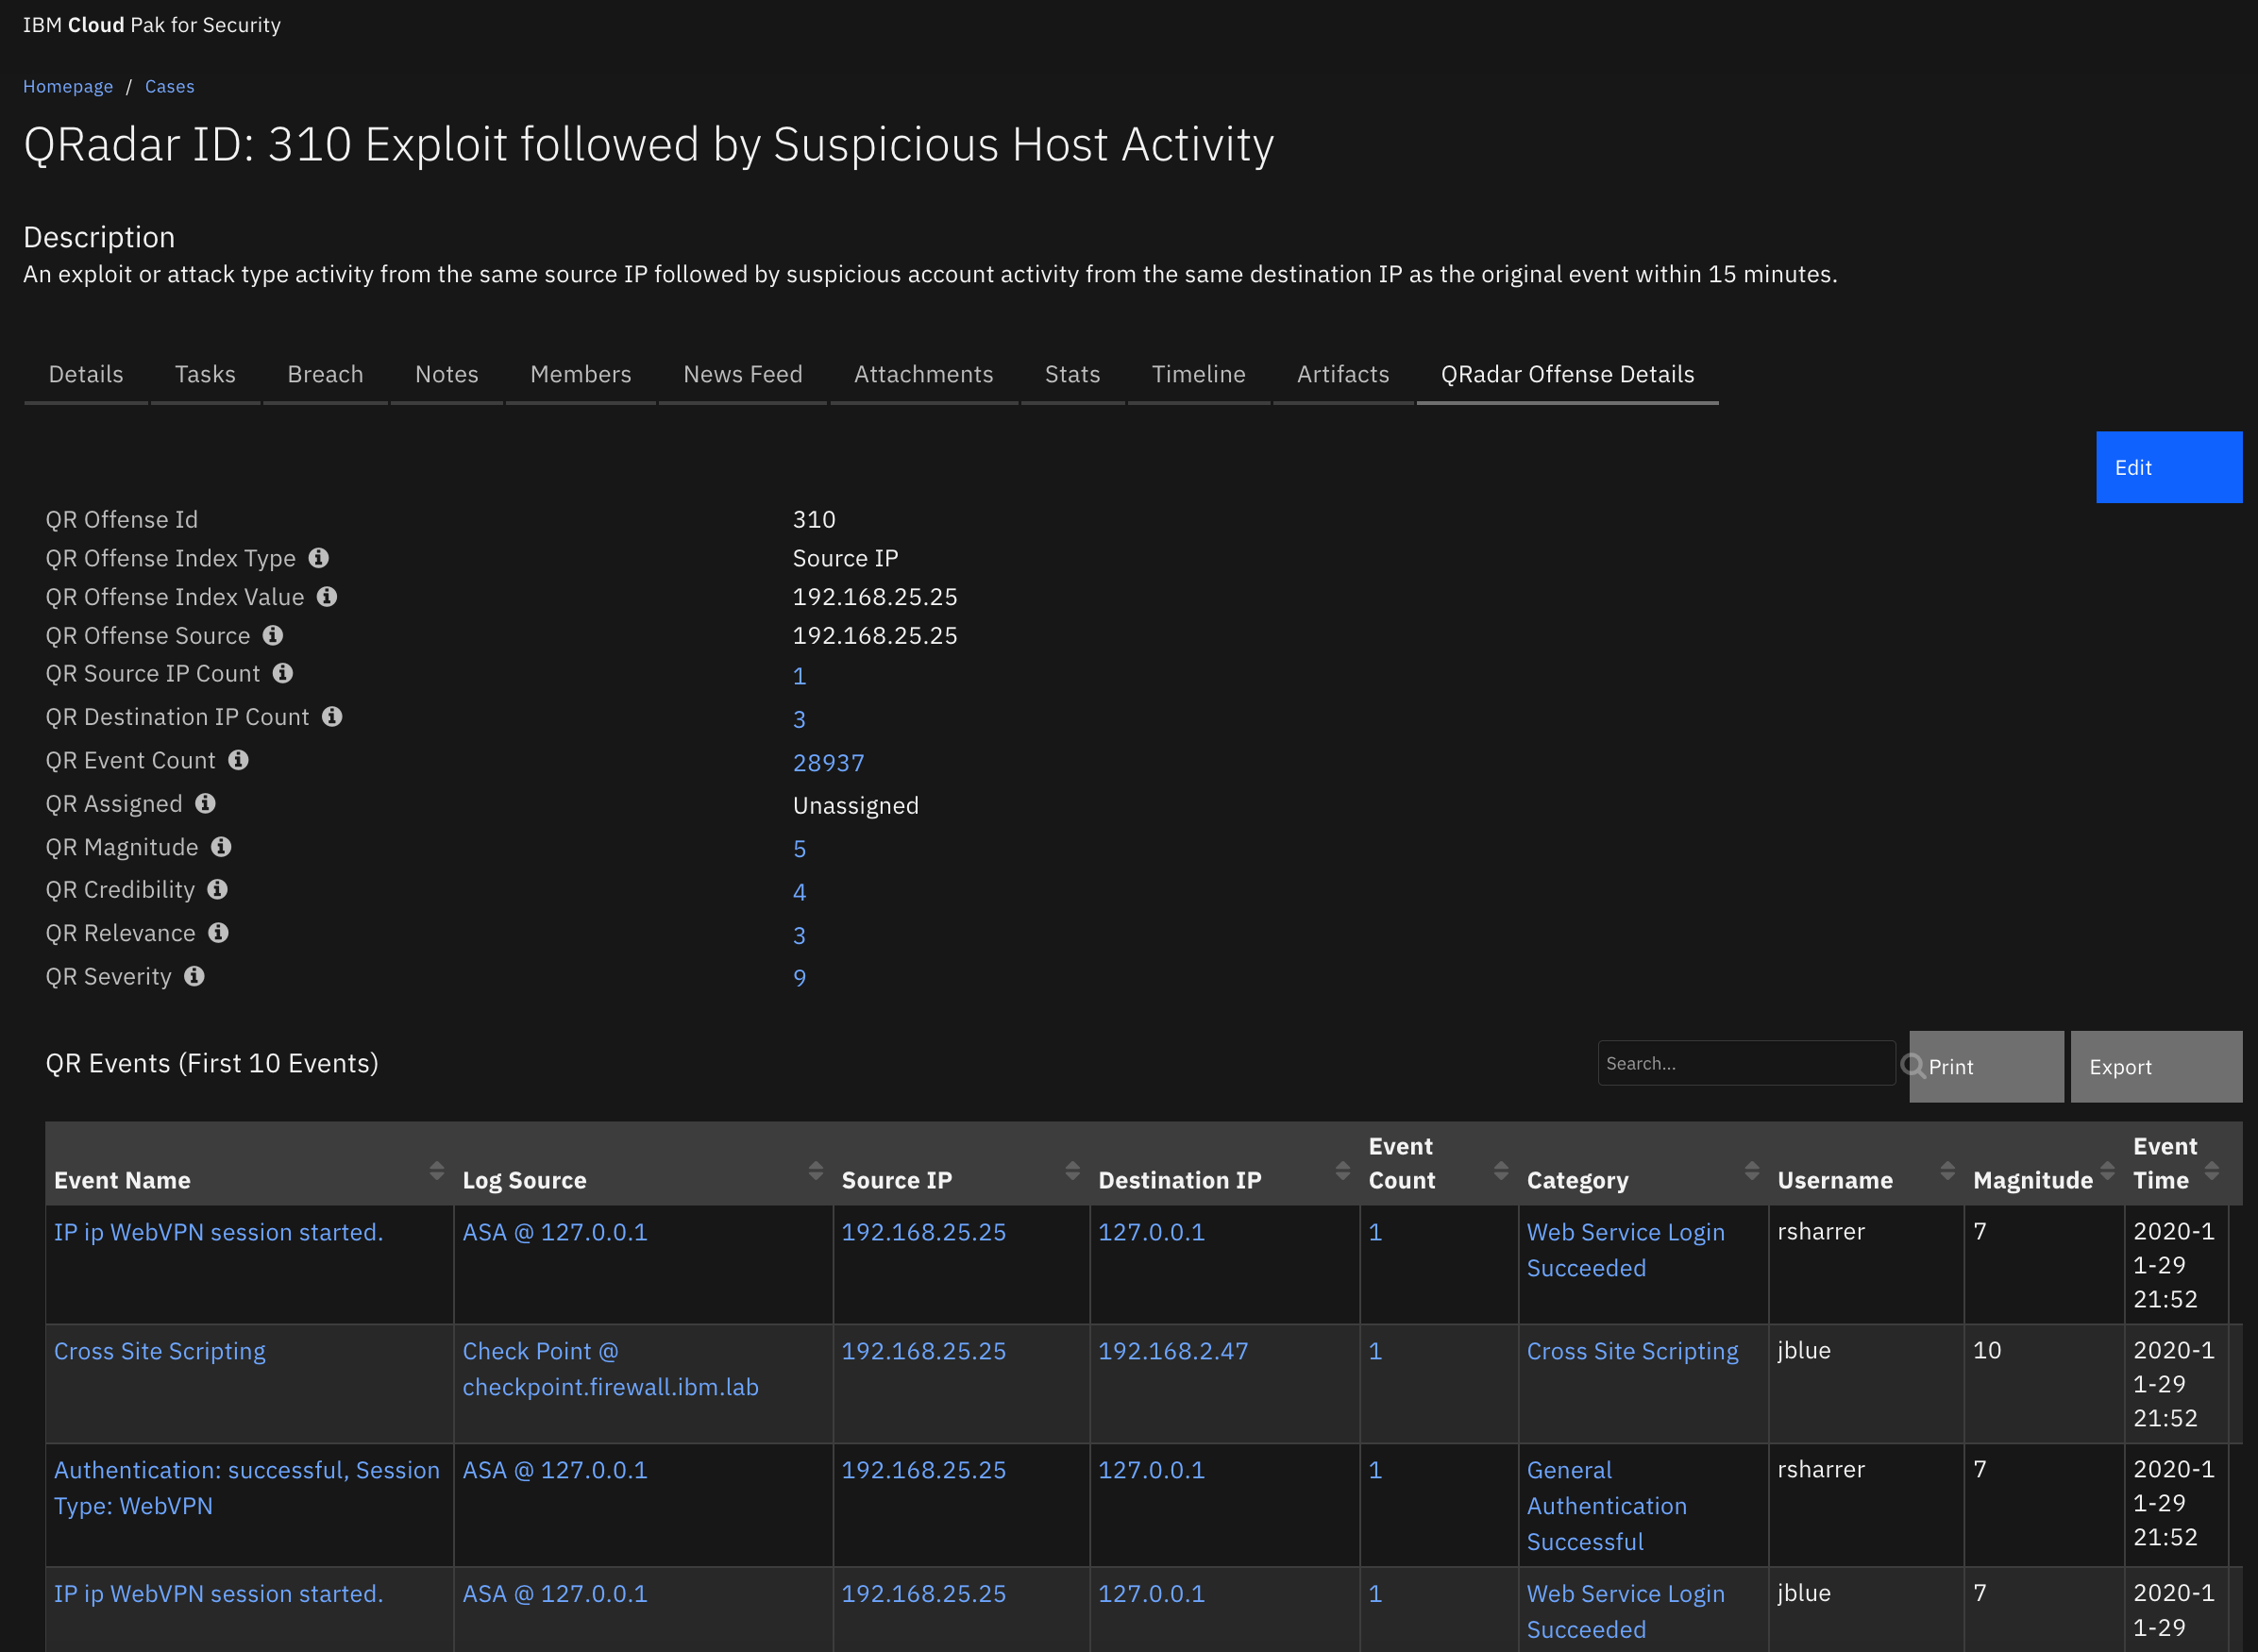 IBM Cloud Pak for Security
Homepage / Cases
QRadar ID: 310 Exploit followed by Suspicious Host Activity
Description
An exploit or attack type activity from the same source IP followed by suspicious account activity from the same destination IP as the original event within 15 minutes.
Details Tasks Breach Notes Members News Feed Attachments Stats Timeline Artifacts QRadar Offense Details
Edit
QR Offense Id 310
QR Offense Index Type Source IP
QR Offense Index Value 192.168.25.25
QR Offense Source 192.168.25.25
QR Source IP Count 1
QR Destination IP Count 3
QR Event Count 28937
QR Assigned Unassigned
QR Magnitude 5
QR Credibility 4
QR Relevance 3
QR Severity 9
QR Events (First 10 Events) Search... Print Export
Event Event
Event Name Log Source Source IP Destination IP Count Category Username Magnitude Time
IP ip WebVPN session started. ASA @ 127.0.0.1 192.168.25.25 127.0.0.1 1 Web Service Login rsharrer 7 2020-1
Succeeded 1-29
21:52
Cross Site Scripting Check Point @ 192.168.25.25 192.168.2.47 1 Cross Site Scripting jblue 10 2020-1
checkpoint.firewall.ibm.lab 1-29
21:52
Authentication: successful, Session ASA @ 127.0.0.1 192.168.25.25 127.0.0.1 1 General rsharrer 7 2020-1
Type: WebVPN Authentication 1-29
Successful 21:52
IP ip WebVPN session started. ASA @ 127.0.0.1 192.168.25.25 127.0.0.1 1 Web Service Login jblue 7 2020-1
Succeeded 1-29